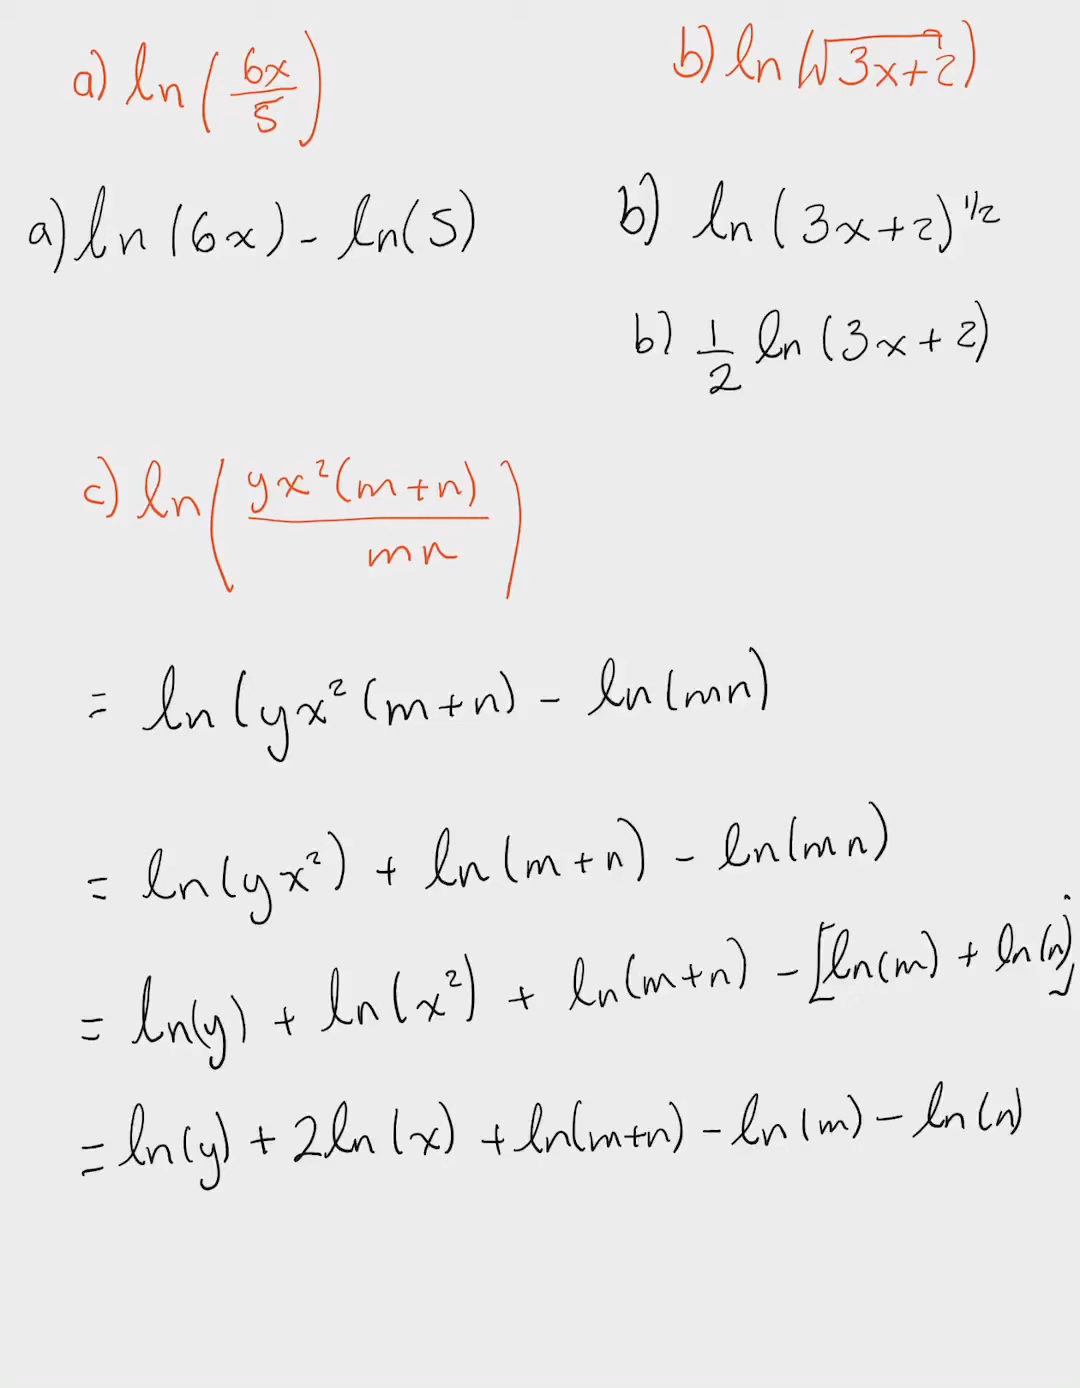 a) ln(6x/5)
b) ln(√3x+2)
a) ln(6x) - ln(5)
b) ln(3x+2)^1/2
b) 1/2 ln(3x+2)
c) ln(yx²(m+n)/mn)
= ln(yx²(m+n) - ln(mn)
= ln(yx²) + ln(m+n) - ln(mn)
= ln(y) + ln(x²) + ln(m+n) - [ln(m) + ln(n)]
= ln(y) + 2ln(x) + ln(m+n) - ln(m) - ln(n)